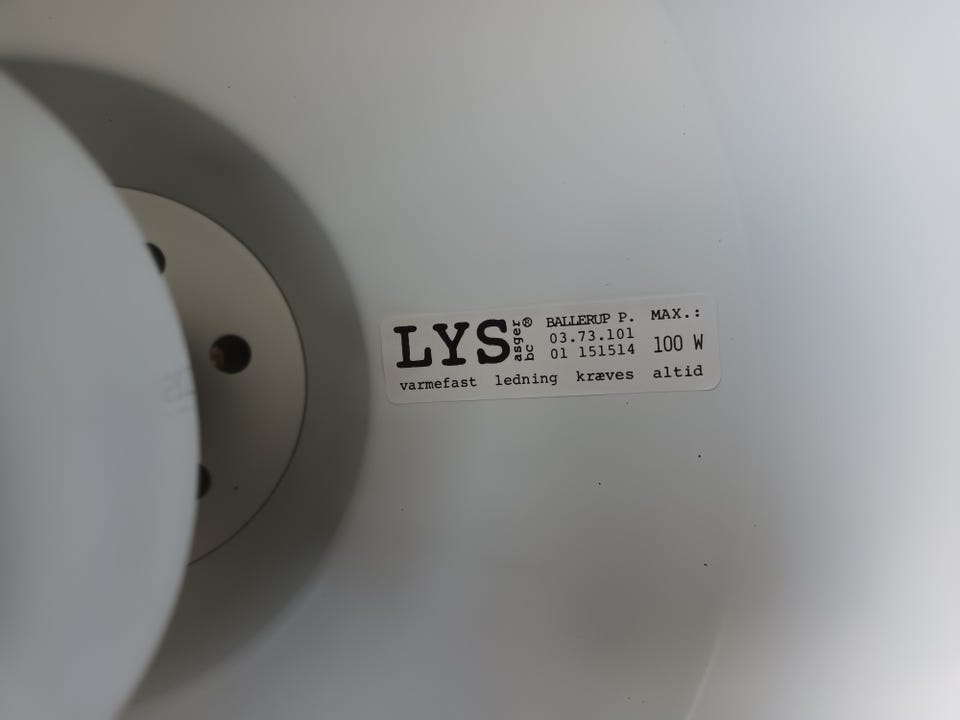 LYS asger bc ®
BALLERUP P. MAX.:
03.73.101
01 151514 100 W
varmefast ledning kræves altid